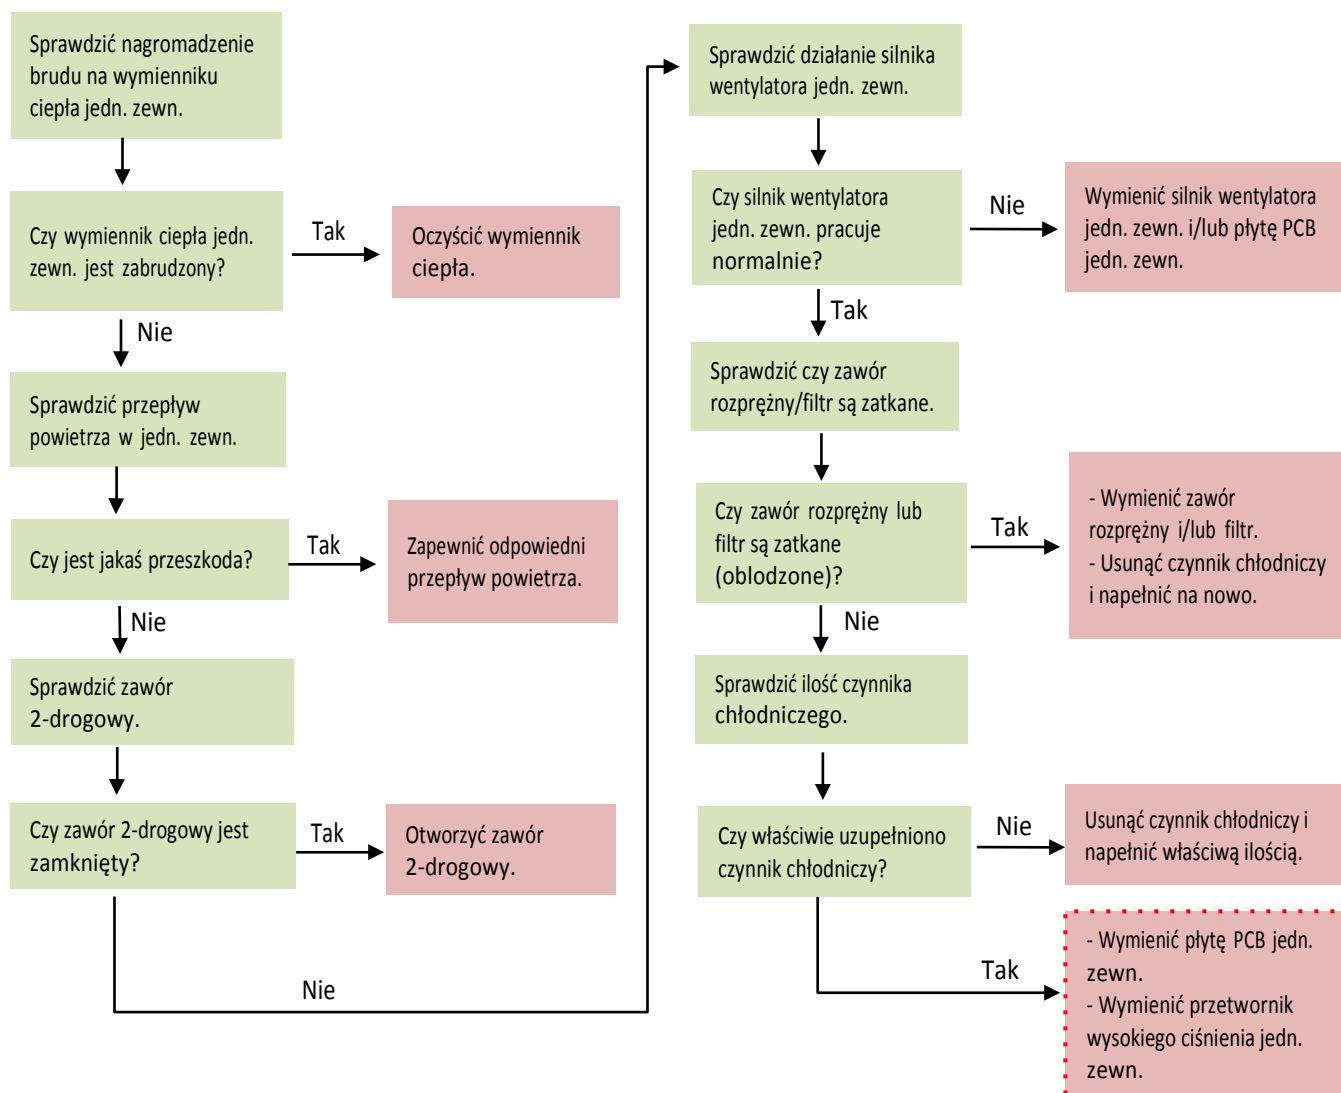 Sprawdzić nagromadzenie
brudu na wymienniku
ciepła jedn. zewn.
Czy wymiennik ciepła jedn.
zewn. jest zabrudzony?
Tak
Oczyścić wymiennik
ciepła.
Nie
Sprawdzić przepływ
powietrza w jedn. zewn.
Czy jest jakaś przeszkoda?
Tak
Zapewnić odpowiedni
przepływ powietrza.
Nie
Sprawdzić zawór
2-drogowy.
Czy zawór 2-drogowy jest
zamknięty?
Tak
Otworzyć zawór
2-drogowy.
Nie
Sprawdzić działanie silnika
wentylatora jedn. zewn.
Czy silnik wentylatora
jedn. zewn. pracuje
normalnie?
Nie
Wymienić silnik wentylatora
jedn. zewn. i/lub płytę PCB
jedn. zewn.
Tak
Sprawdzić czy zawór
rozprężny/filtr są zatkane.
Czy zawór rozprężny lub
filtr są zatkane
(oblodzone)?
Tak
- Wymienić zawór
rozprężny i/lub filtr.
- Usunąć czynnik chłodniczy
i napełnić na nowo.
Nie
Sprawdzić ilość czynnika
chłodniczego.
Czy właściwie uzupełniono
czynnik chłodniczy?
Nie
Usunąć czynnik chłodniczy i
napełnić właściwą ilością.
Tak
- Wymienić płytę PCB jedn.
zewn.
- Wymienić przetwornik
wysokiego ciśnienia jedn.
zewn.